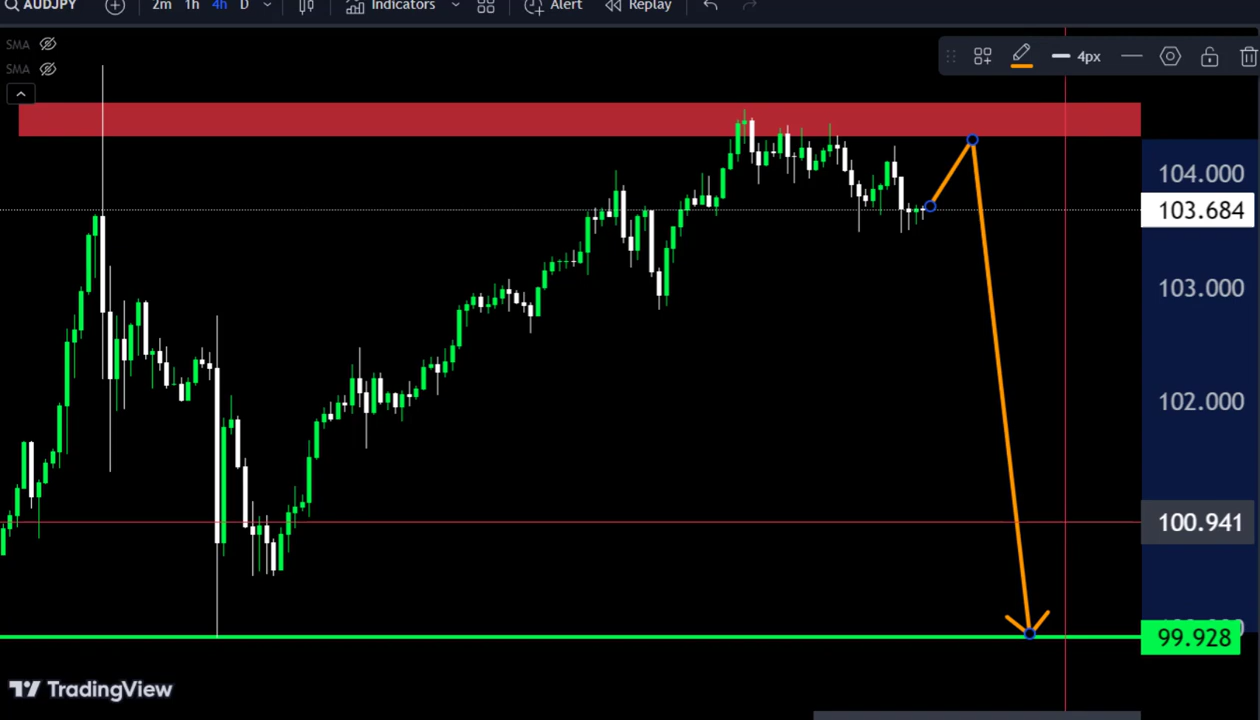 AUDJPY 2m 1h 4h D Indicators Alert Replay
SMA
SMA
4px
104.000
103.684
103.000
102.000
100.941
99.928
TradingView